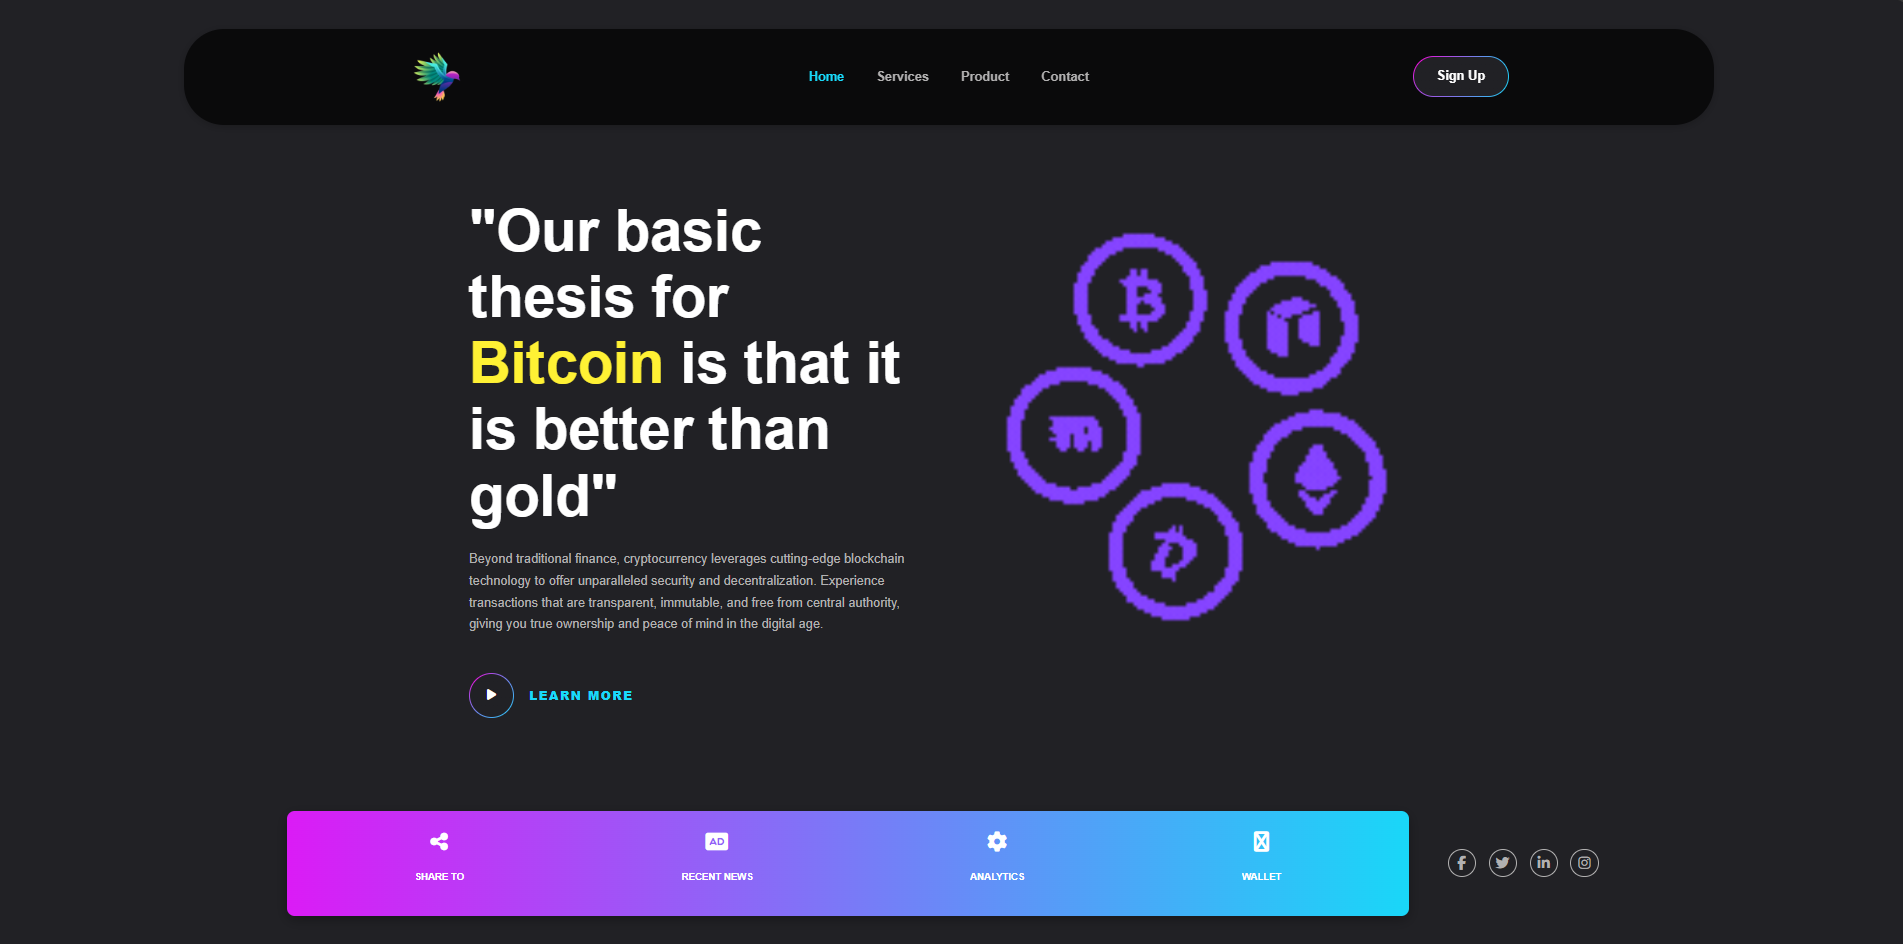 Home Services Product Contact Sign Up
"Our basic
thesis for
Bitcoin is that it
is better than
gold"
Beyond traditional finance, cryptocurrency leverages cutting-edge blockchain
technology to offer unparalleled security and decentralization. Experience
transactions that are transparent, immutable, and free from central authority,
giving you true ownership and peace of mind in the digital age.
LEARN MORE
AD
SHARE TO RECENT NEWS ANALYTICS WALLET